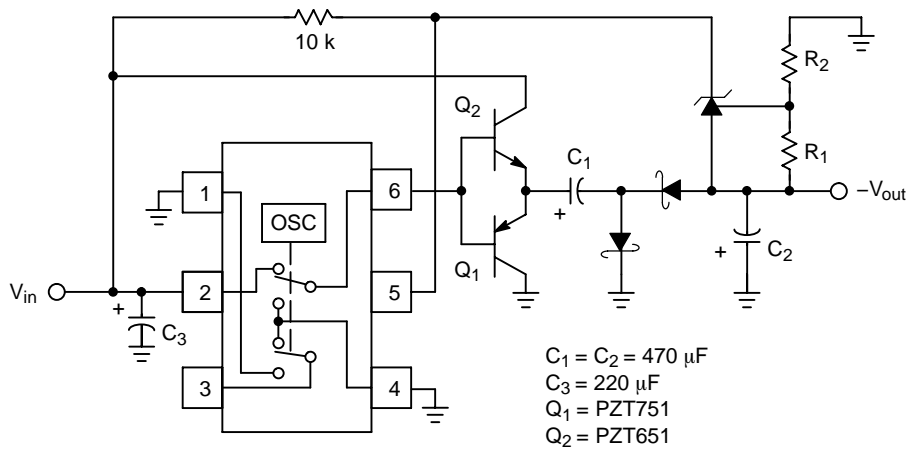 10 k
R2
Q2
R1
C1
+
1
6
OSC
−Vout
Q1
+
C2
Vin
2
5
+
C3
3
4
C1 = C2 = 470 μF
C3 = 220 μF
Q1 = PZT751
Q2 = PZT651